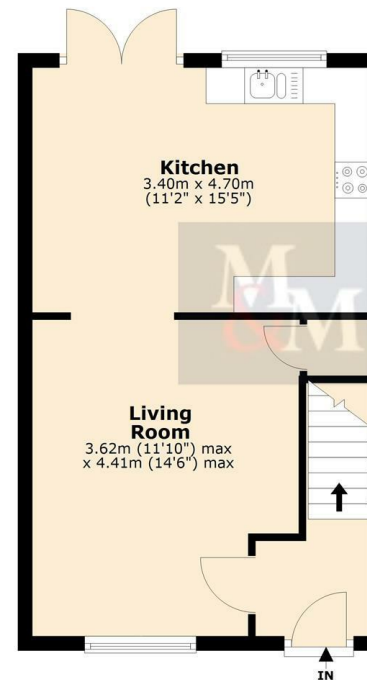 Kitchen
3.40m x 4.70m
(11'2" x 15'5")
M
&M
Living
Room
3.62m (11'10") max
x 4.41m (14'6") max
IN